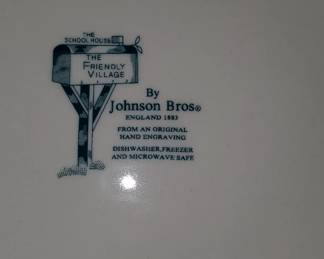 THE
SCHOOL HOUSE
THE
FRIENDLY
VILLAGE
By
Johnson Bros®
ENGLAND 1883
FROM AN ORIGINAL
HAND ENGRAVING
DISHWASHER, FREEZER
AND MICROWAVE SAFE